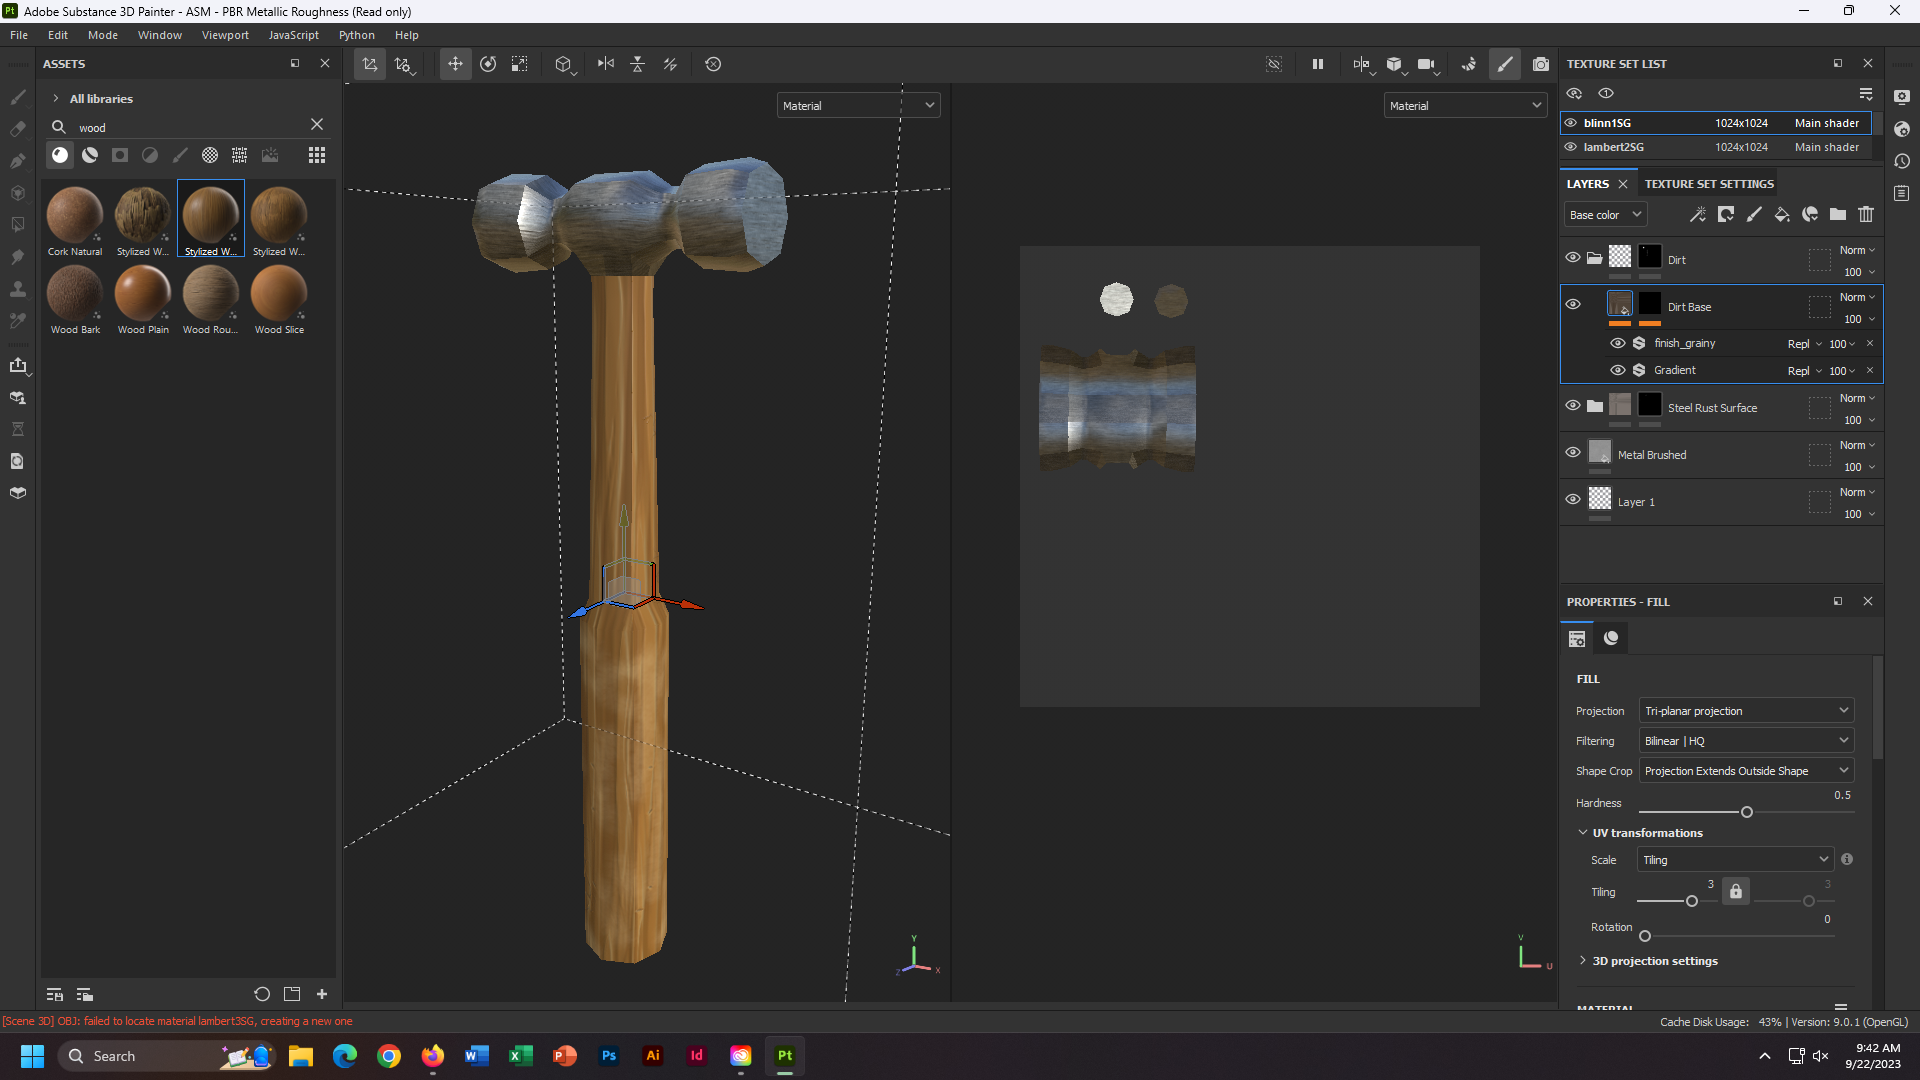 Pt Adobe Substance 3D Painter - ASM - PBR Metallic Roughness (Read only)
File Edit Mode Window Viewport JavaScript Python Help
ASSETS
All libraries
wood
Cork Natural Stylized W... Stylized W... Stylized W...
Wood Bark Wood Plain Wood Rou... Wood Slice
Material
Y
Z X
Material
V
U
TEXTURE SET LIST
blinn1SG 1024x1024 Main shader
lambert2SG 1024x1024 Main shader
LAYERS TEXTURE SET SETTINGS
Base color
Dirt Norm 100
Dirt Base Norm 100
finish_grainy Repl 100
Gradient Repl 100
Steel Rust Surface Norm 100
Metal Brushed Norm 100
Layer 1 Norm 100
PROPERTIES - FILL
FILL
Projection Tri-planar projection
Filtering Bilinear | HQ
Shape Crop Projection Extends Outside Shape
Hardness 0.5
UV transformations
Scale Tiling
Tiling 3 3
Rotation 0
3D projection settings
MATERIAL
[Scene 3D] OBJ: failed to locate material lambert3SG, creating a new one
Cache Disk Usage: 43% | Version: 9.0.1 (OpenGL)
Search
W X P Ps Ai Id Pt
9:42 AM
9/22/2023